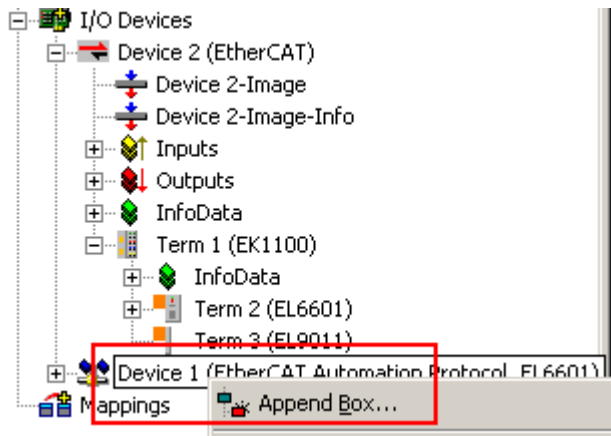 I/O Devices
Device 2 (EtherCAT)
Device 2-Image
Device 2-Image-Info
Inputs
Outputs
InfoData
Term 1 (EK1100)
InfoData
Term 2 (EL6601)
Term 3 (EL9011)
Device 1 (EtherCAT Automation Protocol, EL6601)
Mappings
Append Box...